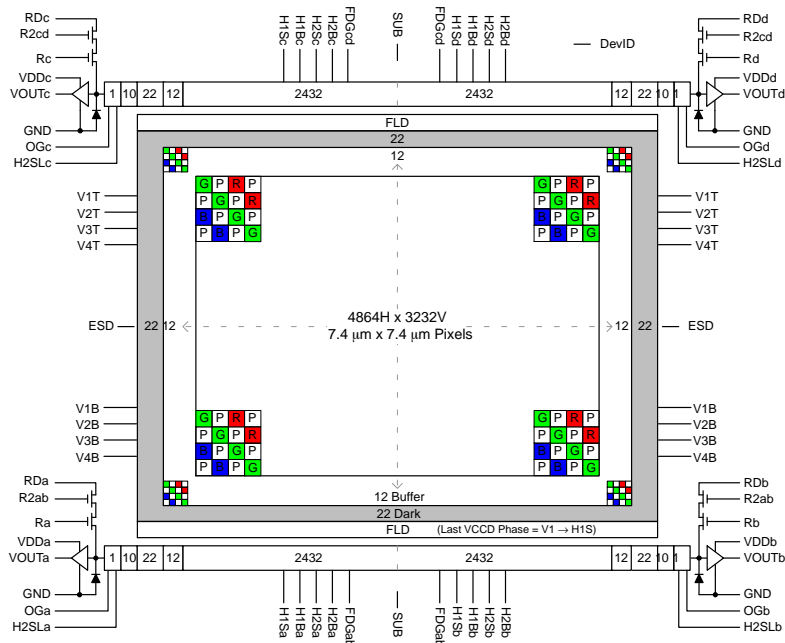 RDc
R2cd
Rc
VDDc
VOUTc
GND
OGc
H2SLc
H1Sc
H1Bc
H2Sc
H2Bc
FDGcd
SUB
FDGcd
H1Sd
H1Bd
H2Sd
H2Bd
DevID
RDd
R2cd
Rd
VDDd
VOUTd
GND
OGd
H2SLd
1 10 22 12 2432 2432 12 22 10 1
FLD
22
12
G P R P
P G P R
B P G P
P B P G
G P R P
P G P R
B P G P
P B P G
V1T
V2T
V3T
V4T
V1T
V2T
V3T
V4T
4864H x 3232V
7.4 μm x 7.4 μm Pixels
ESD
22 12
12 22
ESD
V1B
V2B
V3B
V4B
V1B
V2B
V3B
V4B
G P R P
P G P R
B P G P
P B P G
G P R P
P G P R
B P G P
P B P G
12 Buffer
22 Dark
FLD (Last VCCD Phase = V1 → H1S)
RDa
R2ab
Ra
VDDa
VOUTa
GND
OGa
H2SLa
1 10 22 12 2432 2432 12 22 10 1
RDb
R2ab
Rb
VDDb
VOUTb
GND
OGb
H2SLb
H1Sa
H1Ba
H2Sa
H2Ba
FDGab
SUB
FDGab
H1Sb
H1Bb
H2Sb
H2Bb